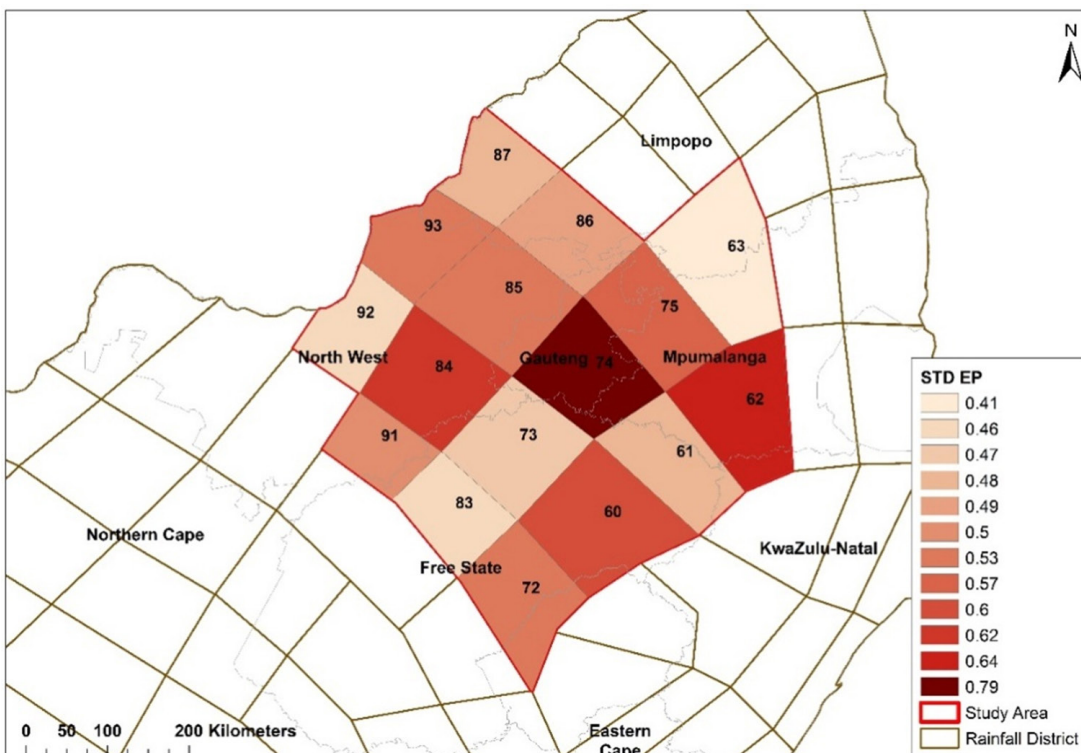 N
Limpopo
87
86
93
63
85
75
92
North West
Gauteng 74
Mpumalanga
84
62
91
73
61
83
60
Northern Cape
KwaZulu-Natal
Free State
72
Eastern
Cape
0 50 100 200 Kilometers
STD EP
0.41
0.46
0.47
0.48
0.49
0.5
0.53
0.57
0.6
0.62
0.64
0.79
Study Area
Rainfall District